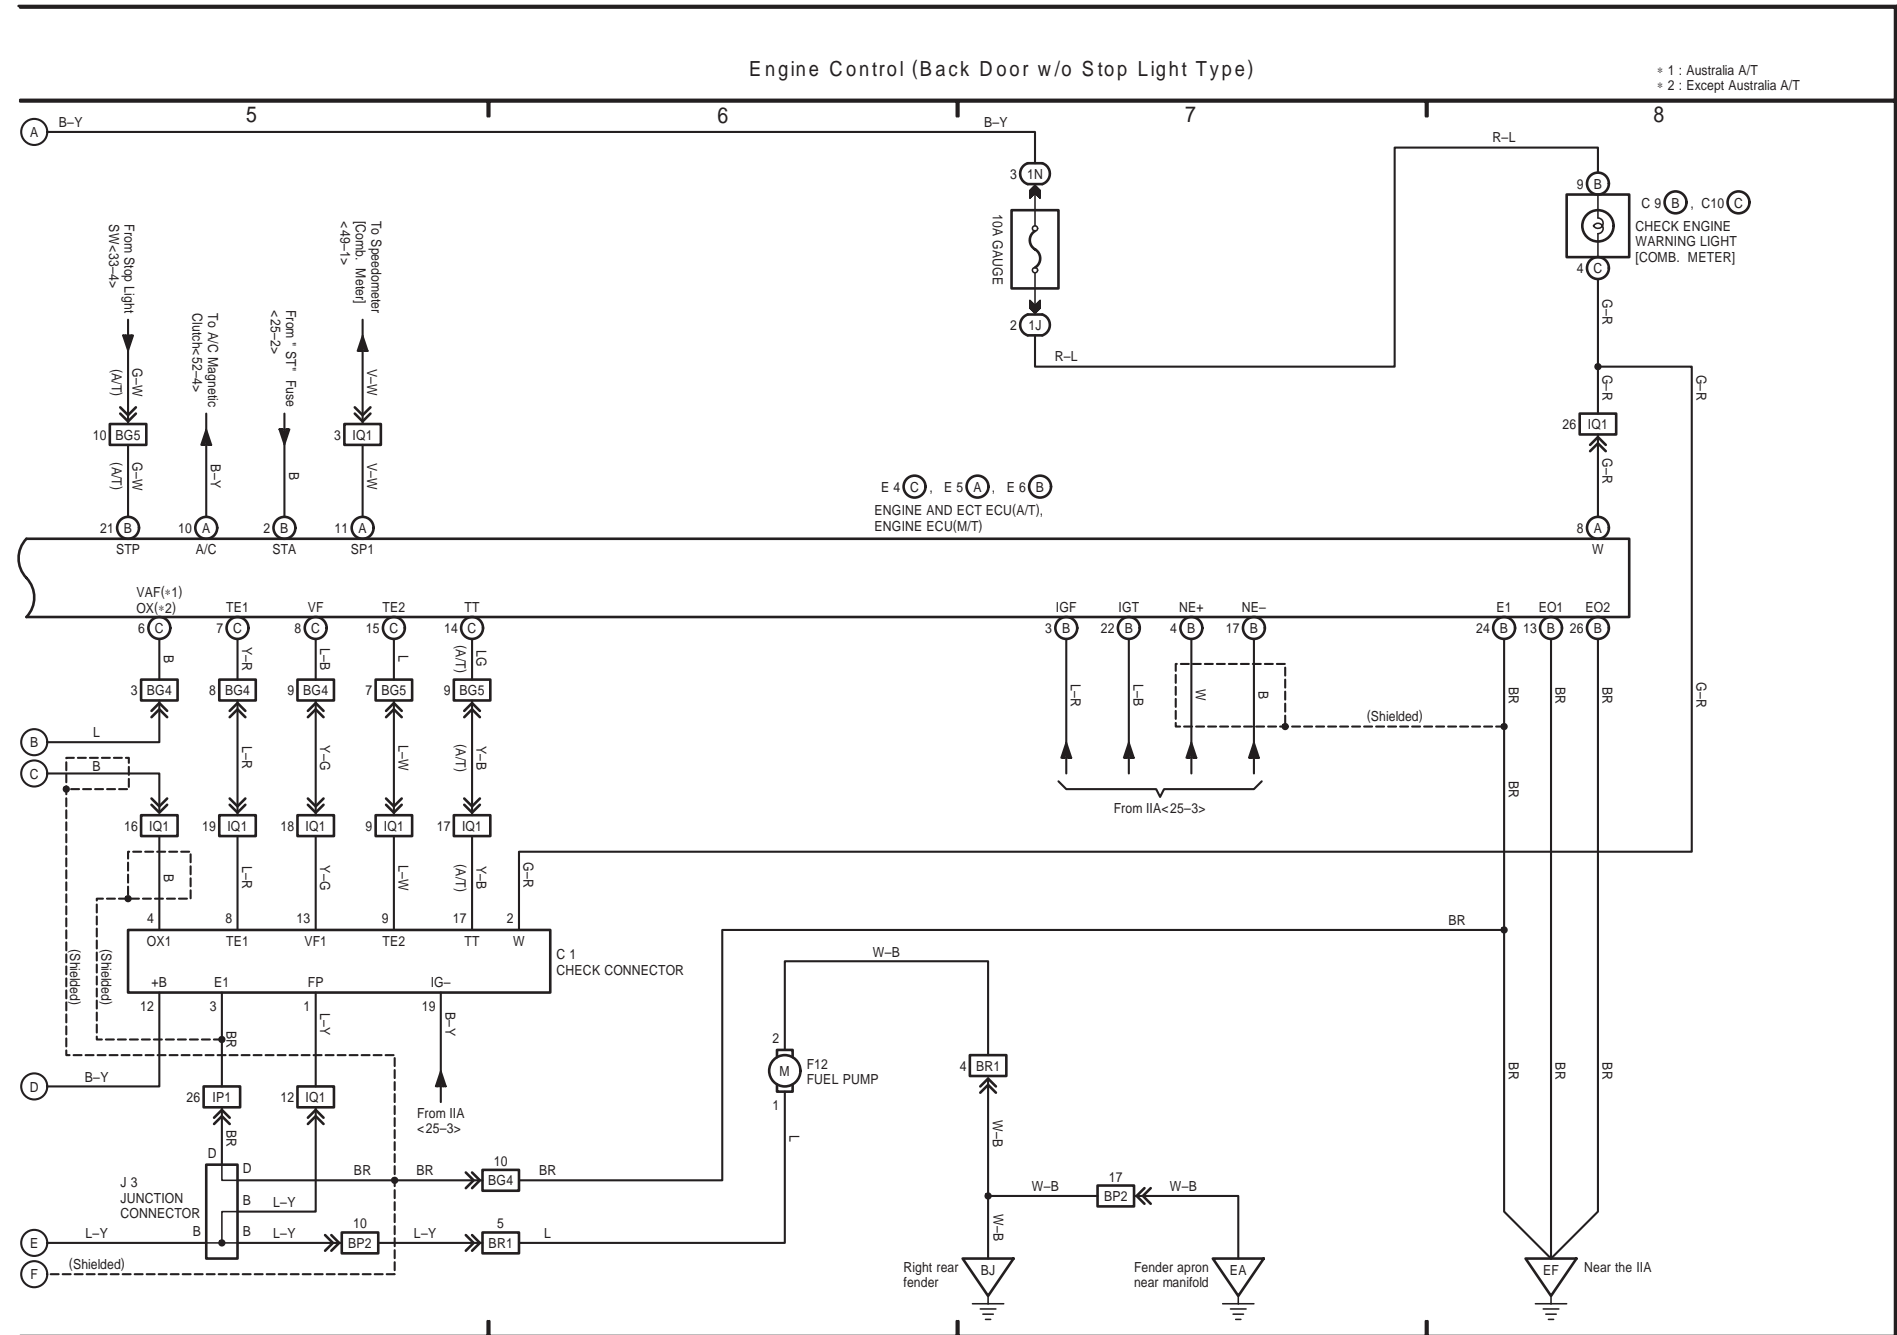 Engine Control (Back Door w/o Stop Light Type)
* 1 : Australia A/T
* 2 : Except Australia A/T
5 6 7 8
A B–Y B–Y
R–L
3 1N
9 B
C 9 B , C10 C
CHECK ENGINE
WARNING LIGHT
[COMB. METER]
10A GAUGE
4 C
From Stop Light
SW<33–4>
To A/C Magnetic
Clutch<52–4>
From " ST" Fuse
<25–2>
To Speedometer
[Comb. Meter]
<49–1>
2 1J
G–R
R–L
G–W
(A/T)
V–W
G–R
G–R
10 BG5
3 IQ1
26 IQ1
G–W
(A/T)
B–Y
B
V–W
G–R
E 4 C , E 5 A , E 6 B
ENGINE AND ECT ECU(A/T),
ENGINE ECU(M/T)
21 B 10 A 2 B 11 A 8 A
STP A/C STA SP1 W
VAF(*1)
OX(*2) TE1 VF TE2 TT IGF IGT NE+ NE– E1 EO1 EO2
6 C 7 C 8 C 15 C 14 C 3 B 22 B 4 B 17 B 24 B 13 B 26 B
B Y–R L–B L (A/T) LG
3 BG4 8 BG4 9 BG4 7 BG5 9 BG5
L–R L–B W B BR BR BR G–R
(Shielded)
B L
C B
L–R Y–G L–W (A/T) Y–B
BR
From IIA<25–3>
16 IQ1 19 IQ1 18 IQ1 9 IQ1 17 IQ1
B L–R Y–G L–W (A/T) Y–B G–R
4 8 13 9 17 2
BR
OX1 TE1 VF1 TE2 TT W
C 1
CHECK CONNECTOR
W–B
(Shielded)
(Shielded)
+B E1 FP IG–
12 3 1 19
BR L–Y B–Y
2
M
F12
FUEL PUMP
1
4 BR1
BR BR BR
D B–Y
26 IP1 12 IQ1
From IIA
<25–3>
BR
L
W–B
D
D BR BR 10 BG4 BR
J 3
JUNCTION
CONNECTOR
B L–Y
W–B 17 BP2 W–B
E L–Y B B L–Y 10 BP2 L–Y 5 BR1 L
W–B
F (Shielded)
Right rear
fender
BJ
Fender apron
near manifold
EA
EF Near the IIA